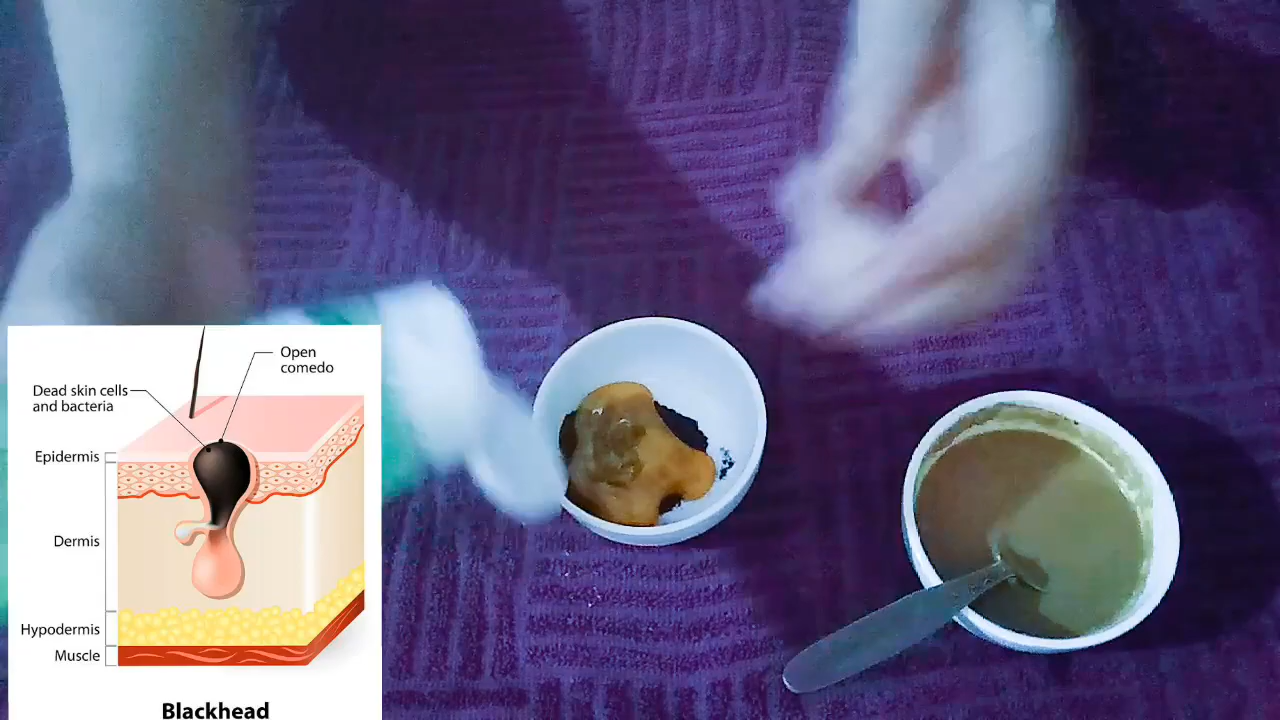 Open
comedo
Dead skin cells
and bacteria
Epidermis
Dermis
Hypodermis
Muscle
Blackhead